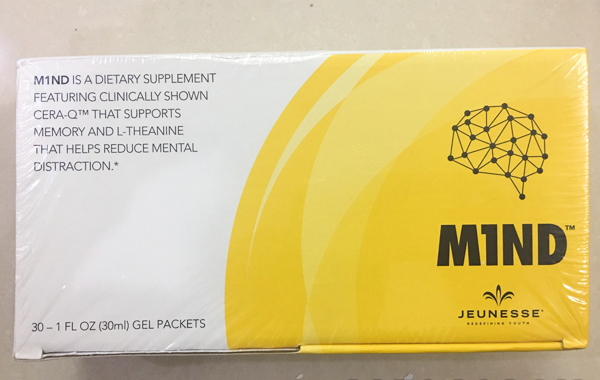 M1ND IS A DIETARY SUPPLEMENT
FEATURING CLINICALLY SHOWN
CERA-Q™ THAT SUPPORTS
MEMORY AND L-THEANINE
THAT HELPS REDUCE MENTAL
DISTRACTION.*
30 – 1 FL OZ (30ml) GEL PACKETS
M1ND™
JEUNESSE®
REDEFINING YOUTH